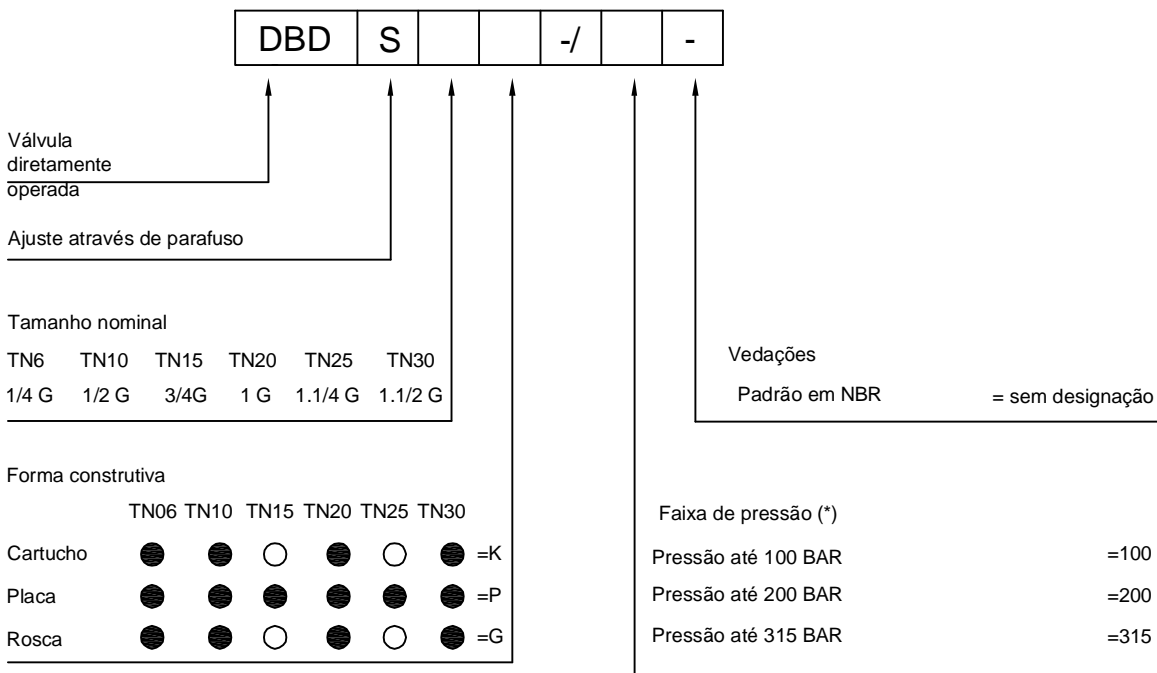 DBD S -/ -
Válvula
diretamente
operada
Ajuste através de parafuso
Tamanho nominal
TN6 TN10 TN15 TN20 TN25 TN30
1/4 G 1/2 G 3/4G 1 G 1.1/4 G 1.1/2 G
Vedações
Padrão em NBR = sem designação
Forma construtiva
TN06 TN10 TN15 TN20 TN25 TN30
Cartucho =K
Placa =P
Rosca =G
Faixa de pressão (*)
Pressão até 100 BAR =100
Pressão até 200 BAR =200
Pressão até 315 BAR =315